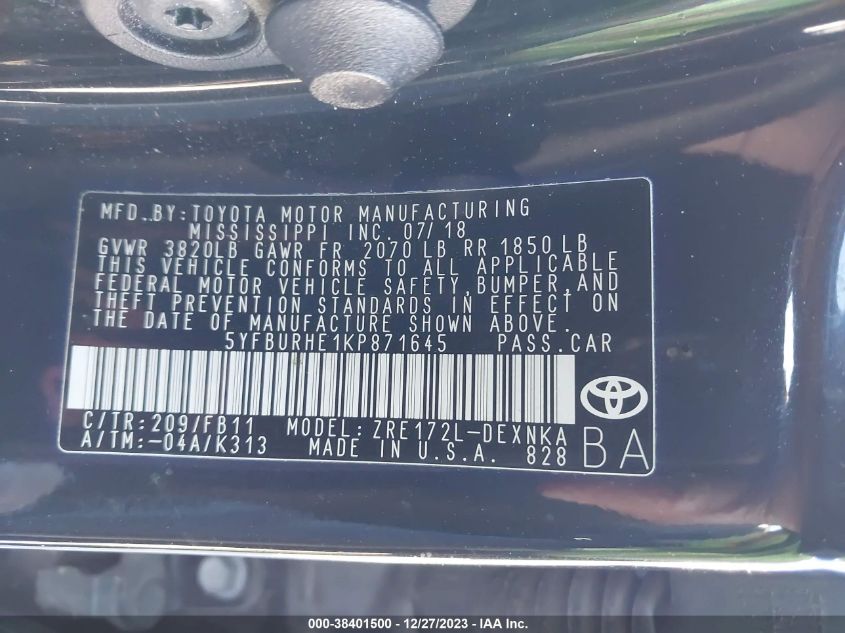 MFD. BY: TOYOTA MOTOR MANUFACTURING
MISSISSIPPI INC. 07/18
GVWR 3820LB GAWR FR 2070 LB RR 1850 LB
THIS VEHICLE CONFORMS TO ALL APPLICABLE
FEDERAL MOTOR VEHICLE SAFETY, BUMPER, AND
THEFT PREVENTION STANDARDS IN EFFECT ON
THE DATE OF MANUFACTURE SHOWN ABOVE.
5YFBURHE1KP871645 PASS. CAR
C/TR: 209/FB11 MODEL: ZRE172L-DEXNKA
A/TM: -04A/K313 MADE IN U.S.A. 828 BA
000-38401500 - 12/27/2023 - IAA Inc.